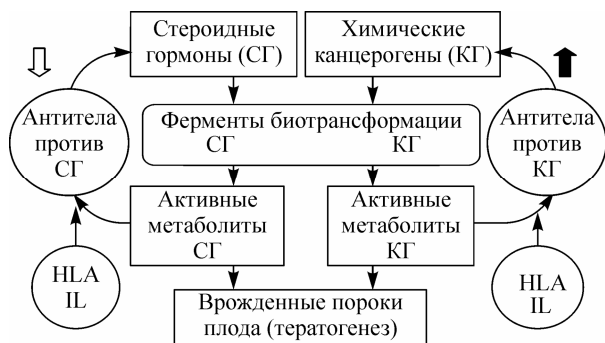 Стероидные
гормоны (СГ)
Химические
канцерогены (КГ)
Антитела
против
СГ
Ферменты биотрансформации
СГ КГ
Антитела
против
КГ
Активные
метаболиты
СГ
Активные
метаболиты
КГ
HLA
IL
HLA
IL
Врожденные пороки
плода (тератогенез)